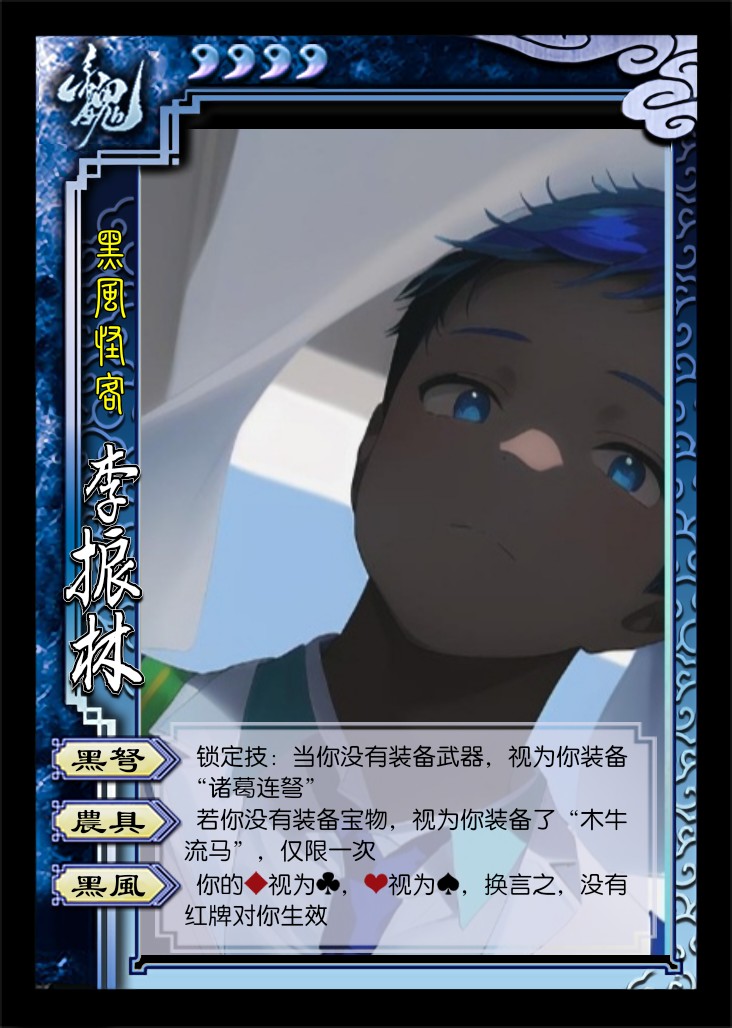 魏
黑風怪客
李振林
黑弩
锁定技：当你没有装备武器，视为你装备
“诸葛连弩”
農具
若你没有装备宝物，视为你装备了“木牛
流马”，仅限一次
黑風
你的♦视为♣，♥视为♠，换言之，没有
红牌对你生效